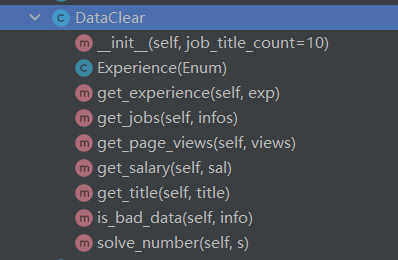 DataClear
__init__(self, job_title_count=10)
Experience(Enum)
get_experience(self, exp)
get_jobs(self, infos)
get_page_views(self, views)
get_salary(self, sal)
get_title(self, title)
is_bad_data(self, info)
solve_number(self, s)